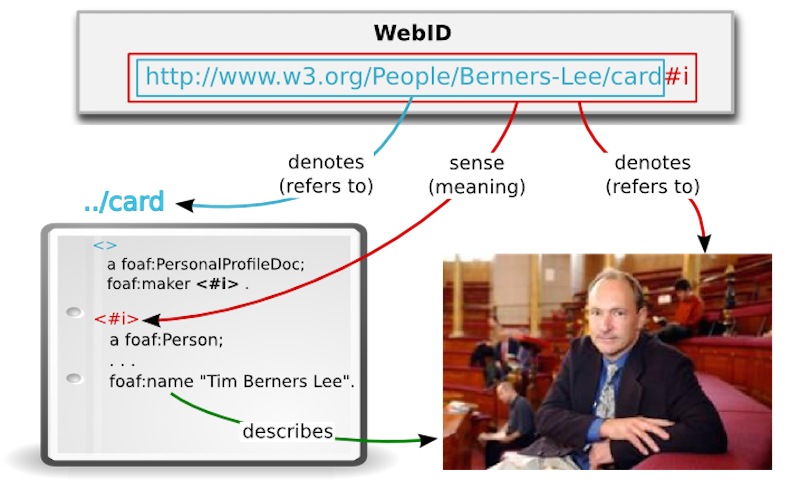 WebID
http://www.w3.org/People/Berners-Lee/card#i
denotes
(refers to)
sense
(meaning)
denotes
(refers to)
../card
<>
a foaf:PersonalProfileDoc;
foaf:maker <#i> .
<#i>
a foaf:Person;
. . .
foaf:name "Tim Berners Lee".
describes